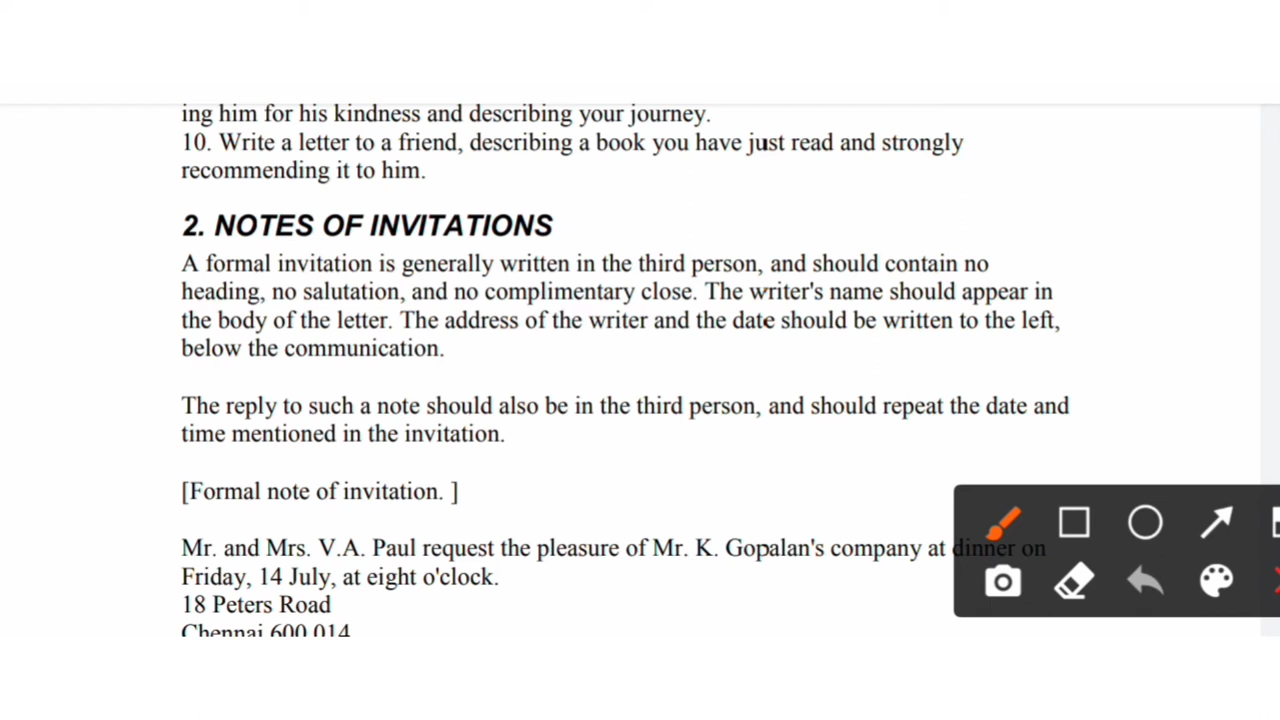 ing him for his kindness and describing your journey.
10. Write a letter to a friend, describing a book you have just read and strongly
recommending it to him.
2. NOTES OF INVITATIONS
A formal invitation is generally written in the third person, and should contain no
heading, no salutation, and no complimentary close. The writer's name should appear in
the body of the letter. The address of the writer and the date should be written to the left,
below the communication.
The reply to such a note should also be in the third person, and should repeat the date and
time mentioned in the invitation.
[Formal note of invitation. ]
Mr. and Mrs. V.A. Paul request the pleasure of Mr. K. Gopalan's company at dinner on
Friday, 14 July, at eight o'clock.
18 Peters Road
Chennai 600 014